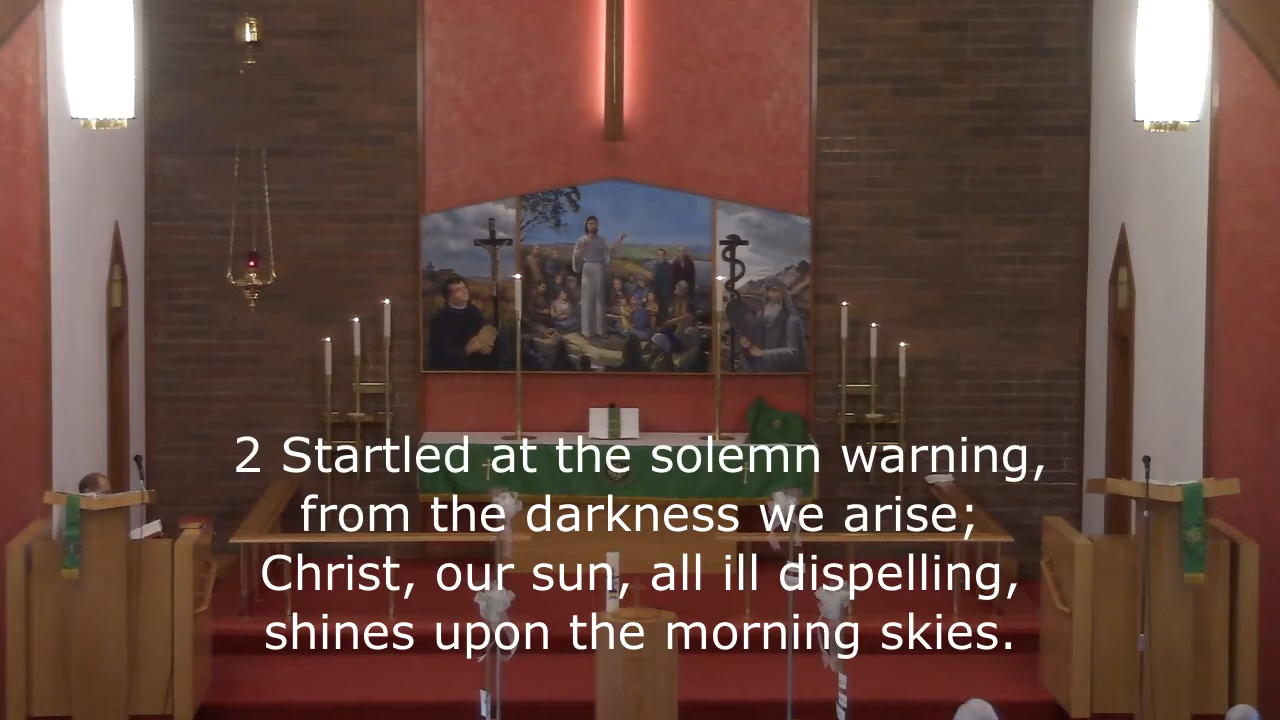 2 Startled at the solemn warning,
from the darkness we arise;
Christ, our sun, all ill dispelling,
shines upon the morning skies.